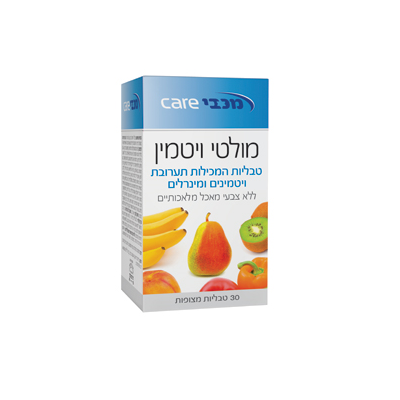 מכבי care
מולטי ויטמין
טבליות המכילות תערובת
ויטמינים ומינרלים
ללא צבעי מאכל מלאכותיים
30 טבליות מצופות